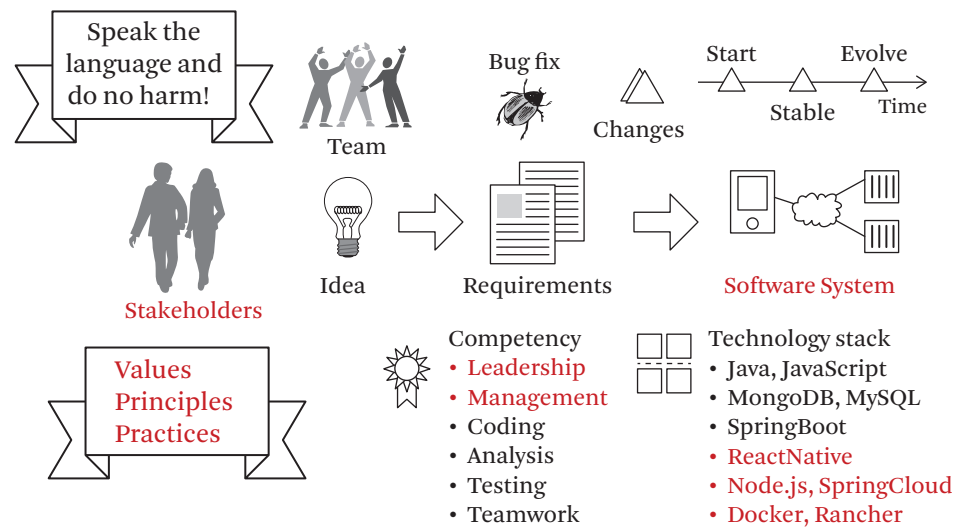 Speak the
language and
do no harm!
Team
Bug fix
Changes
Start
Evolve
Stable
Time
Stakeholders
Idea
Requirements
Software System
Values
Principles
Practices
Competency
• Leadership
• Management
• Coding
• Analysis
• Testing
• Teamwork
Technology stack
• Java, JavaScript
• MongoDB, MySQL
• SpringBoot
• ReactNative
• Node.js, SpringCloud
• Docker, Rancher